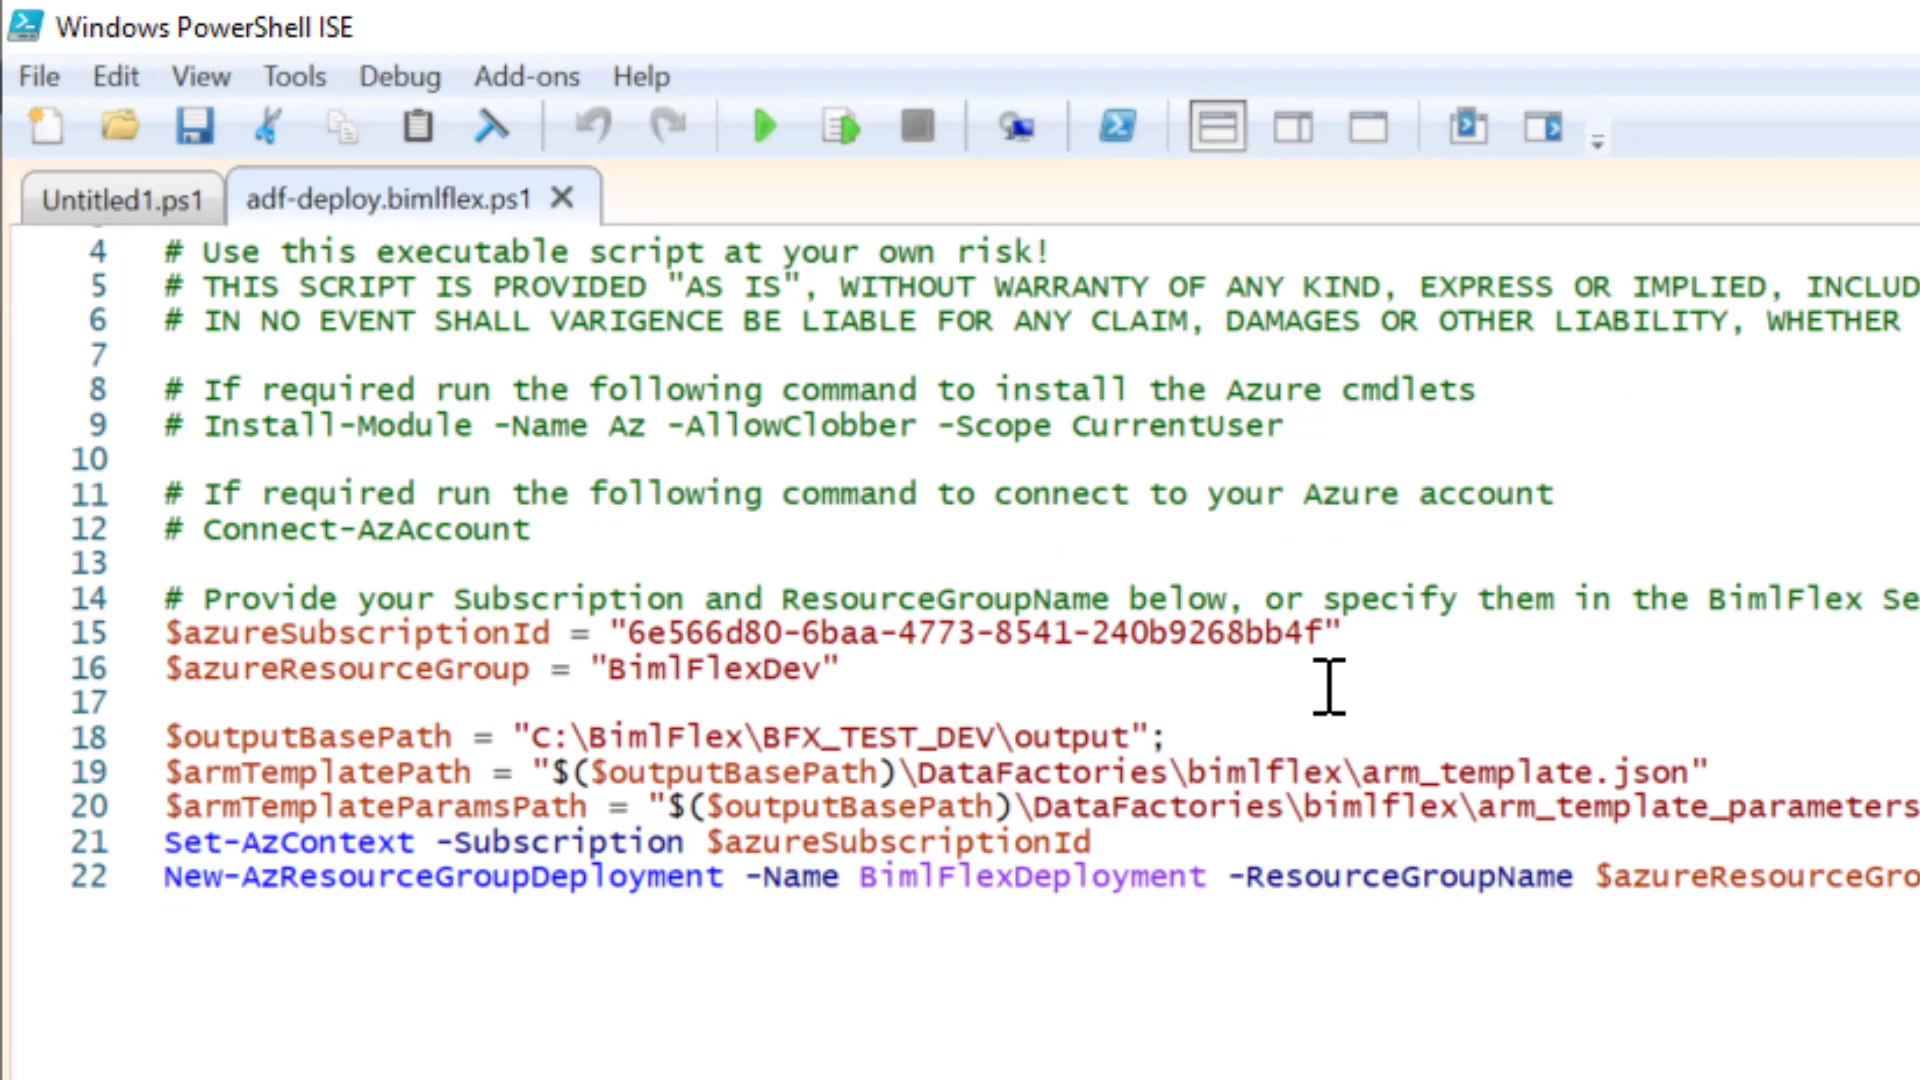 Windows PowerShell ISE
File Edit View Tools Debug Add-ons Help
Untitled1.ps1 adf-deploy.bimlflex.ps1
4 # Use this executable script at your own risk!
5 # THIS SCRIPT IS PROVIDED "AS IS", WITHOUT WARRANTY OF ANY KIND, EXPRESS OR IMPLIED, INCLUD
6 # IN NO EVENT SHALL VARIGENCE BE LIABLE FOR ANY CLAIM, DAMAGES OR OTHER LIABILITY, WHETHER
7
8 # If required run the following command to install the Azure cmdlets
9 # Install-Module -Name Az -AllowClobber -Scope CurrentUser
10
11 # If required run the following command to connect to your Azure account
12 # Connect-AzAccount
13
14 # Provide your Subscription and ResourceGroupName below, or specify them in the BimlFlex Se
15 $azureSubscriptionId = "6e566d80-6baa-4773-8541-240b9268bb4f"
16 $azureResourceGroup = "BimlFlexDev"
17
18 $outputBasePath = "C:\BimlFlex\BFX_TEST_DEV\output";
19 $armTemplatePath = "$($outputBasePath)\DataFactories\bimlflex\arm_template.json"
20 $armTemplateParamsPath = "$($outputBasePath)\DataFactories\bimlflex\arm_template_parameters
21 Set-AzContext -Subscription $azureSubscriptionId
22 New-AzResourceGroupDeployment -Name BimlFlexDeployment -ResourceGroupName $azureResourceGro